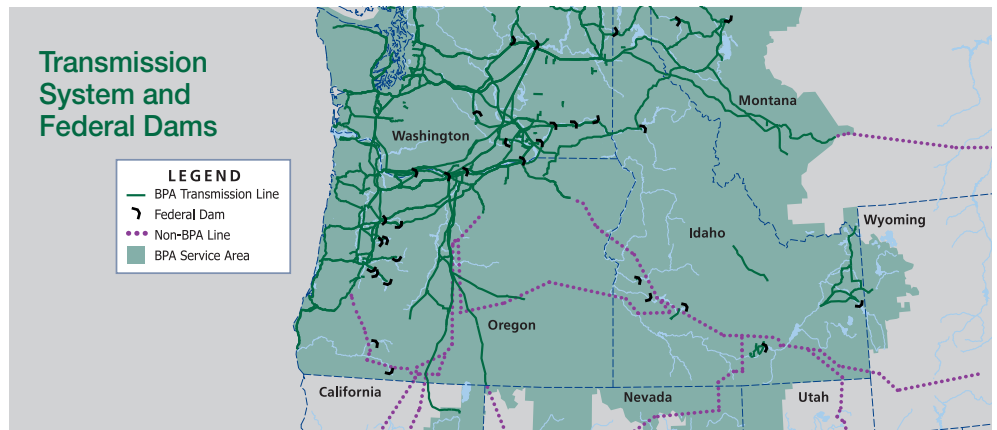 Transmission
System and
Federal Dams
LEGEND
BPA Transmission Line
Federal Dam
Non-BPA Line
BPA Service Area
Washington
Montana
Idaho
Wyoming
Oregon
California
Nevada
Utah